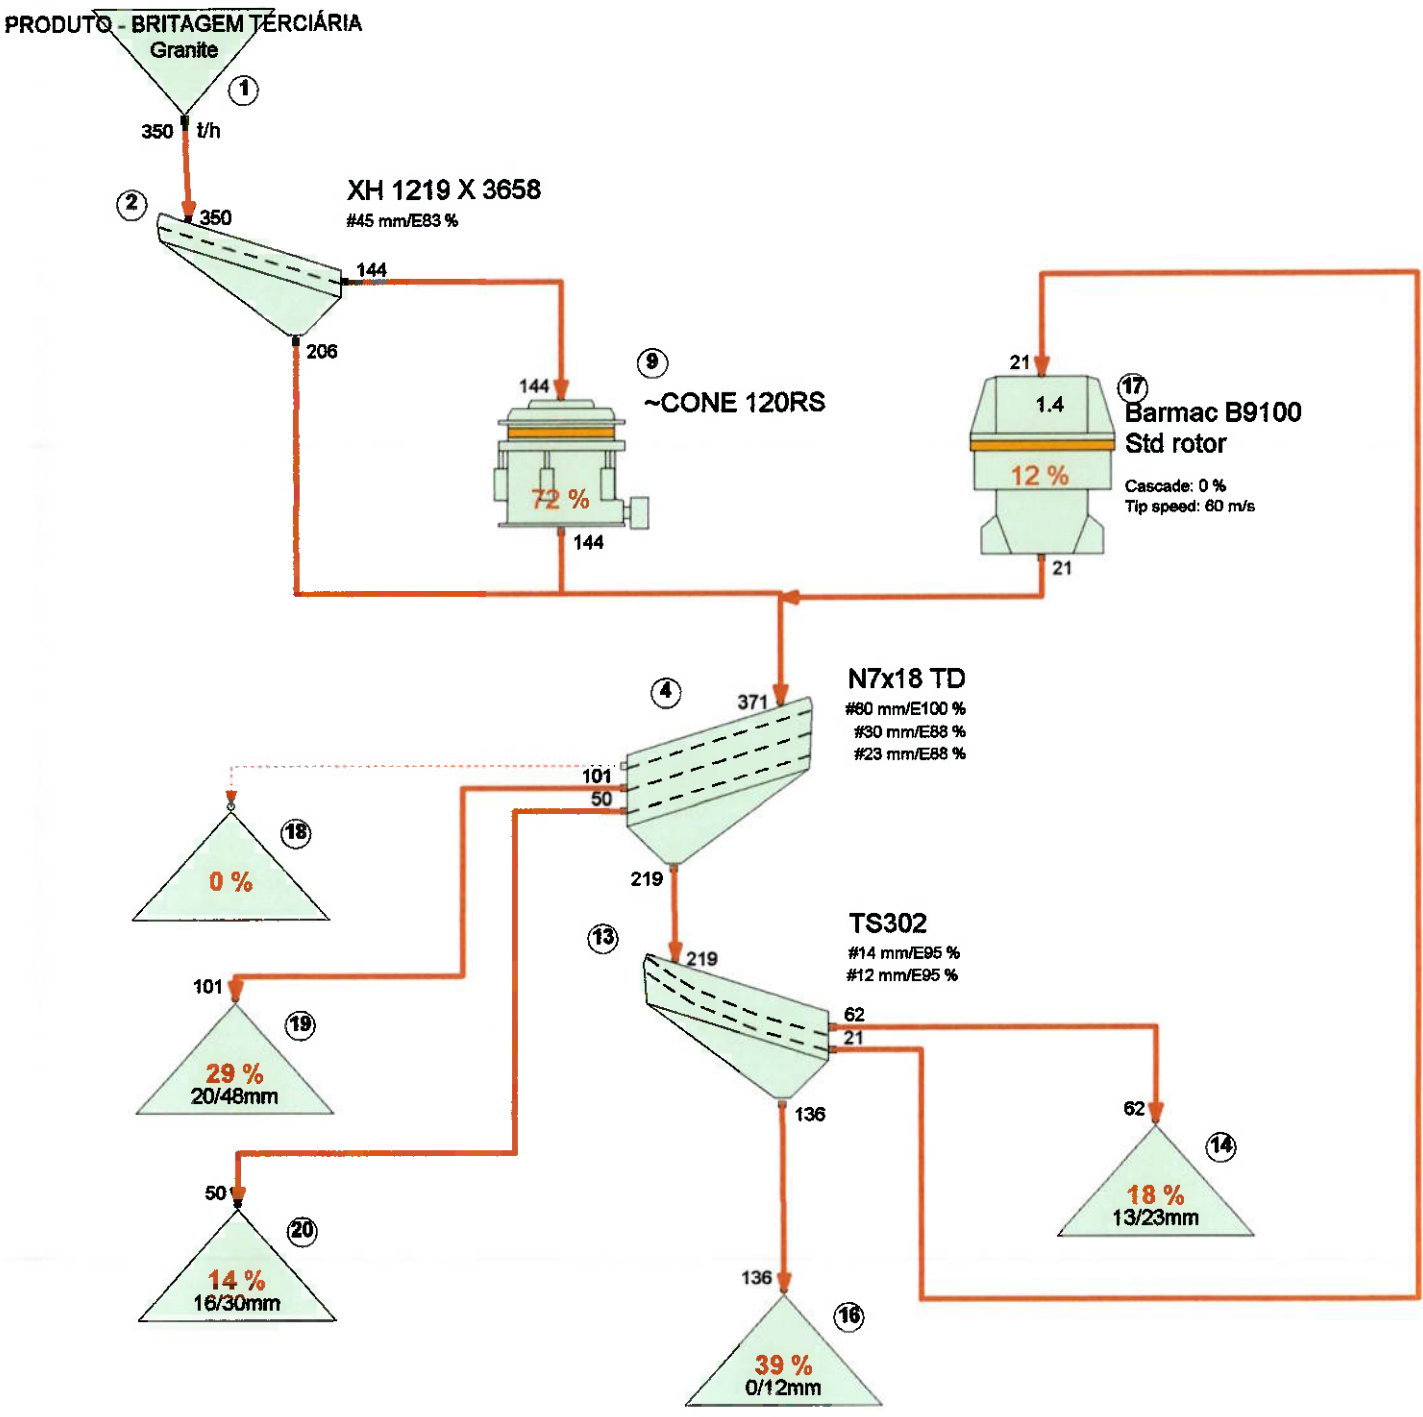 PRODUTO - BRITAGEM TERCIÁRIA
Granite
1
350 t/h
2
350
XH 1219 X 3658
#45 mm/E83 %
144
206
9
144
~CONE 120RS
72 %
144
21
17
1.4
Barmac B9100
Std rotor
12 %
Cascade: 0 %
Tip speed: 60 m/s
21
4
371
N7x18 TD
#60 mm/E100 %
#30 mm/E88 %
#23 mm/E88 %
101
50
18
0 %
219
13
219
TS302
#14 mm/E95 %
#12 mm/E95 %
101
19
29 %
20/48mm
62
21
136
62
14
18 %
13/23mm
50
20
14 %
16/30mm
136
16
39 %
0/12mm